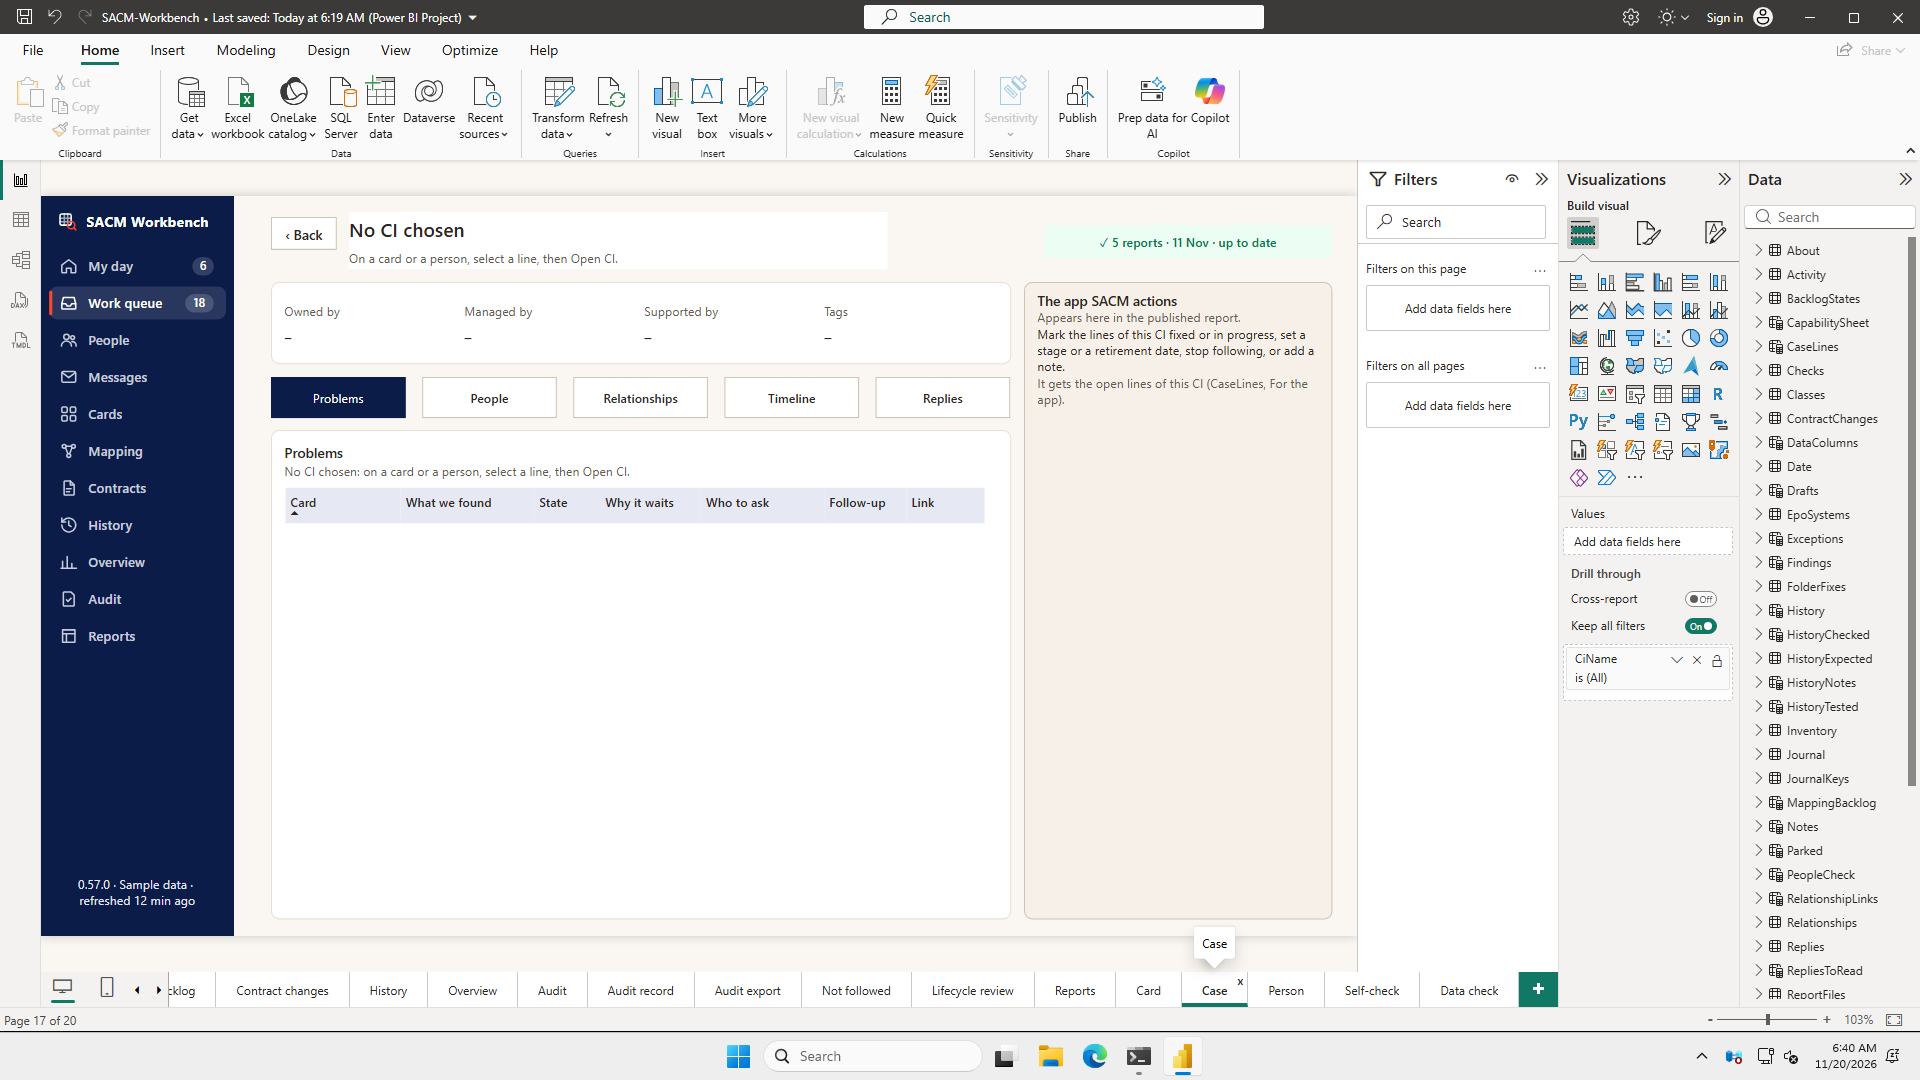 SACM-Workbench • Last saved: Today at 6:19 AM (Power BI Project)
Search
Sign in
File
Home
Insert
Modeling
Design
View
Optimize
Help
Share
Paste
Cut
Copy
Format painter
Clipboard
Get data
Excel workbook
OneLake catalog
SQL Server
Enter data
Dataverse
Recent sources
Data
Transform data
Refresh
Queries
New visual
Text box
More visuals
Insert
New visual calculation
New measure
Quick measure
Calculations
Sensitivity
Sensitivity
Publish
Share
Prep data for AI
Copilot
Copilot
DAX
TMDL
SACM Workbench
My day 6
Work queue 18
People
Messages
Cards
Mapping
Contracts
History
Overview
Audit
Reports
0.57.0 · Sample data ·
refreshed 12 min ago
‹ Back
No CI chosen
On a card or a person, select a line, then Open CI.
✓ 5 reports · 11 Nov · up to date
Owned by
–
Managed by
–
Supported by
–
Tags
–
Problems
People
Relationships
Timeline
Replies
Problems
No CI chosen: on a card or a person, select a line, then Open CI.
Card
What we found
State
Why it waits
Who to ask
Follow-up
Link
The app SACM actions
Appears here in the published report.
Mark the lines of this CI fixed or in progress, set a
stage or a retirement date, stop following, or add a
note.
It gets the open lines of this CI (CaseLines, For the
app).
Filters
Search
Filters on this page
...
Add data fields here
Filters on all pages
...
Add data fields here
Visualizations
Build visual
123
R
Py
...
Values
Add data fields here
Drill through
Cross-report
Off
Keep all filters
On
CiName
is (All)
Data
Search
About
Activity
BacklogStates
CapabilitySheet
CaseLines
Checks
Classes
ContractChanges
DataColumns
Date
Drafts
EpoSystems
Exceptions
Findings
FolderFixes
History
HistoryChecked
HistoryExpected
HistoryNotes
HistoryTested
Inventory
Journal
JournalKeys
MappingBacklog
Notes
Parked
PeopleCheck
RelationshipLinks
Relationships
Replies
RepliesToRead
ReportFiles
Case
cklog
Contract changes
History
Overview
Audit
Audit record
Audit export
Not followed
Lifecycle review
Reports
Card
Case
x
Person
Self-check
Data check
+
Page 17 of 20
-
+
103%
Search
6:40 AM
11/20/2026